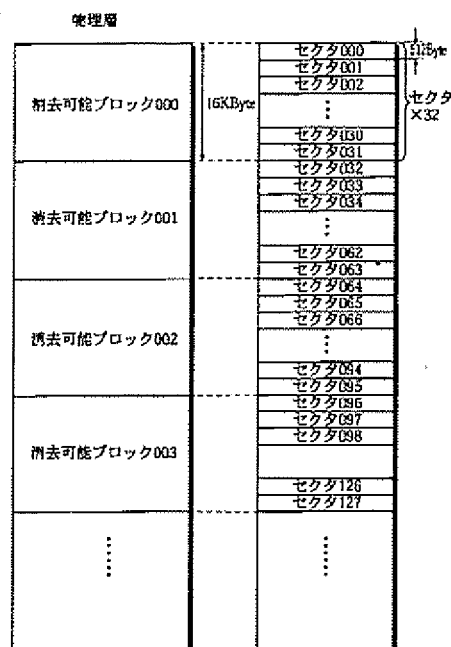 物理層
消去可能ブロック000
消去可能ブロック001
消去可能ブロック002
消去可能ブロック003
16KByte
セクタ000
セクタ001
セクタ002
セクタ030
セクタ031
セクタ032
セクタ033
セクタ034
セクタ062
セクタ063
セクタ064
セクタ065
セクタ066
セクタ094
セクタ095
セクタ096
セクタ097
セクタ098
セクタ126
セクタ127
512Byte
セクタ
×32